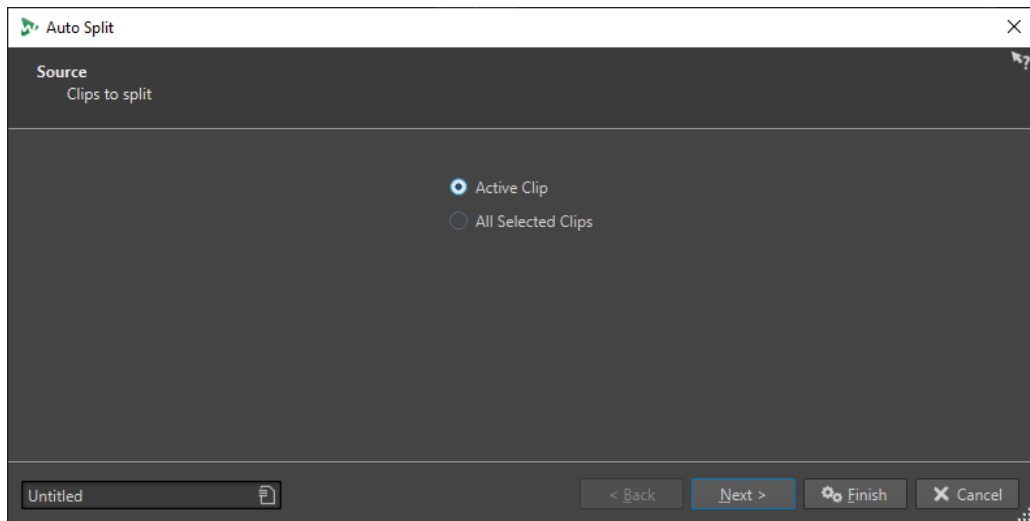 Auto Split
Source
Clips to split
Active Clip
All Selected Clips
Untitled
< Back
Next >
Finish
Cancel